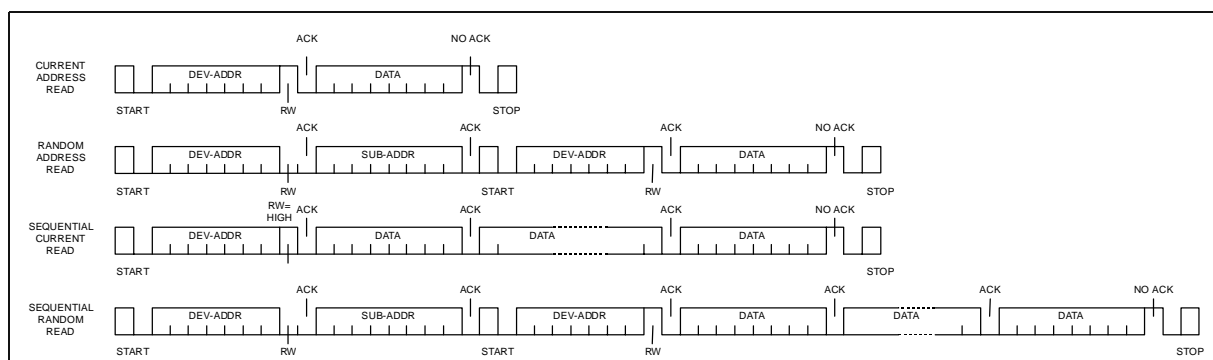 ACK NO ACK
CURRENT
ADDRESS
READ
DEV-ADDR DATA
START RW STOP
ACK ACK ACK NO ACK
RANDOM
ADDRESS
READ
DEV-ADDR SUB-ADDR DEV-ADDR DATA
START RW START RW STOP
RW=
HIGH
ACK ACK ACK NO ACK
SEQUENTIAL
CURRENT
READ
DEV-ADDR DATA DATA DATA
START STOP
ACK ACK ACK ACK ACK NO ACK
SEQUENTIAL
RANDOM
READ
DEV-ADDR SUB-ADDR DEV-ADDR DATA DATA DATA
START RW START RW STOP